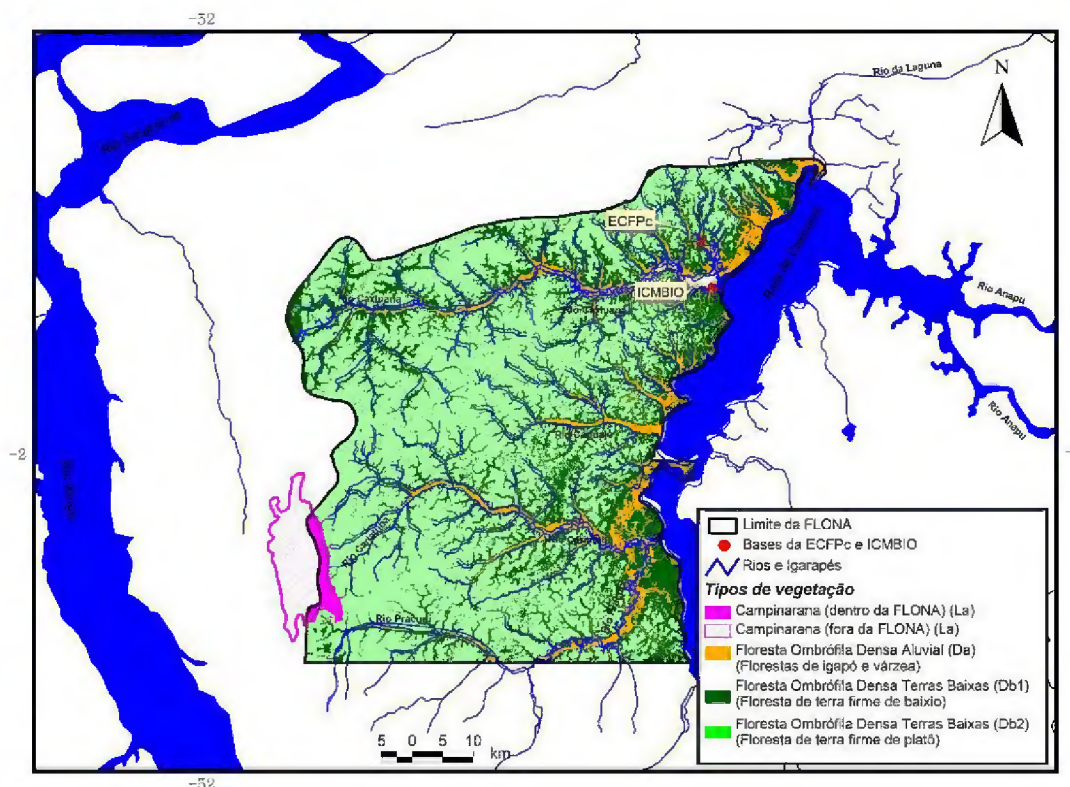 -52
Rio da Laguna
N
ECFPc
ICMBIO
Rio Caxiuana
Rio Anapu
Rio Anapu
-2
Rio Pracupi
Limite da FLONA
Bases da ECFPc e ICMBIO
Rios e Igarapés
Tipos de vegetação
Campinarana (dentro da FLONA) (La)
Campinarana (fora da FLONA) (La)
Floresta Ombrófila Densa Aluvial (Da)
(Florestas de igapó e várzea)
Floresta Ombrófila Densa Terras Baixas (Db1)
(Floresta de terra firme de baixio)
Floresta Ombrófila Densa Terras Baixas (Db2)
(Floresta de terra firme de platô)
5 0 5 10
km
-52